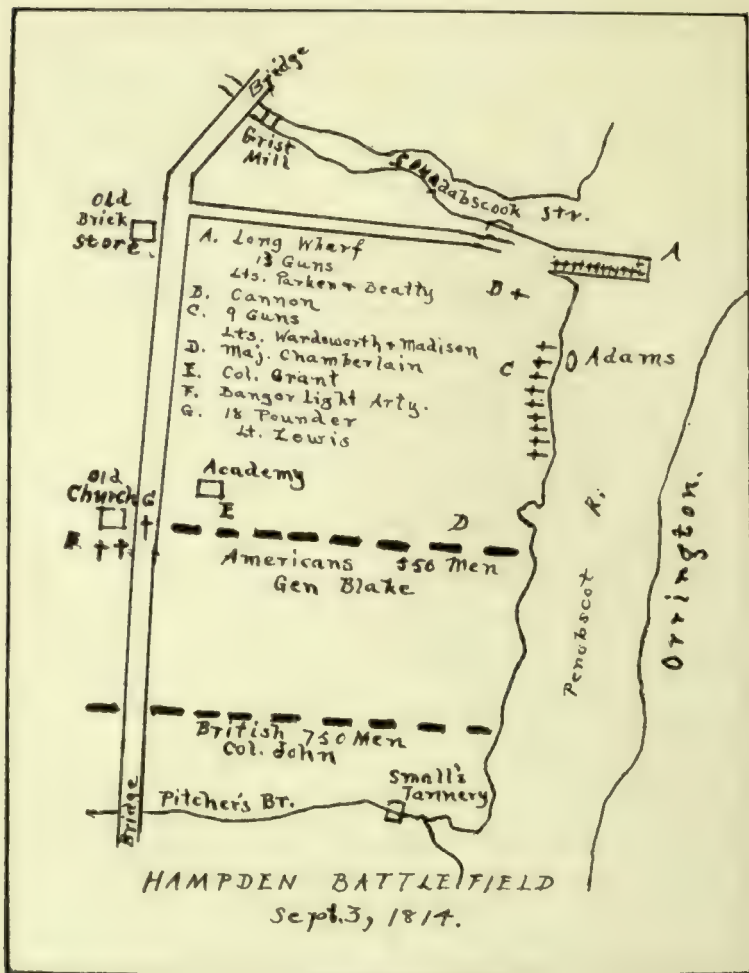 Bridge
Grist
Mill
Sowadabscook Str.
Old
Brick
Store.
A. Long Wharf
13 Guns
Lts. Parker + Beatty
B. Cannon
C. 9 Guns
Lts. Wardsworth + Madison
D. Maj. Chamberlain
E. Col. Grant
F. Bangor Light Arty.
G. 18 Pounder
Lt. Lewis
A
B
C
Adams
Old
Church
G
Academy
E
D
Americans 550 Men
Gen Blake
Penobscot R.
Orrington.
British 750 Men
Col. John
Bridge
Pitcher's Br.
Small's
Tannery
HAMPDEN BATTLEFIELD
Sept. 3, 1814.